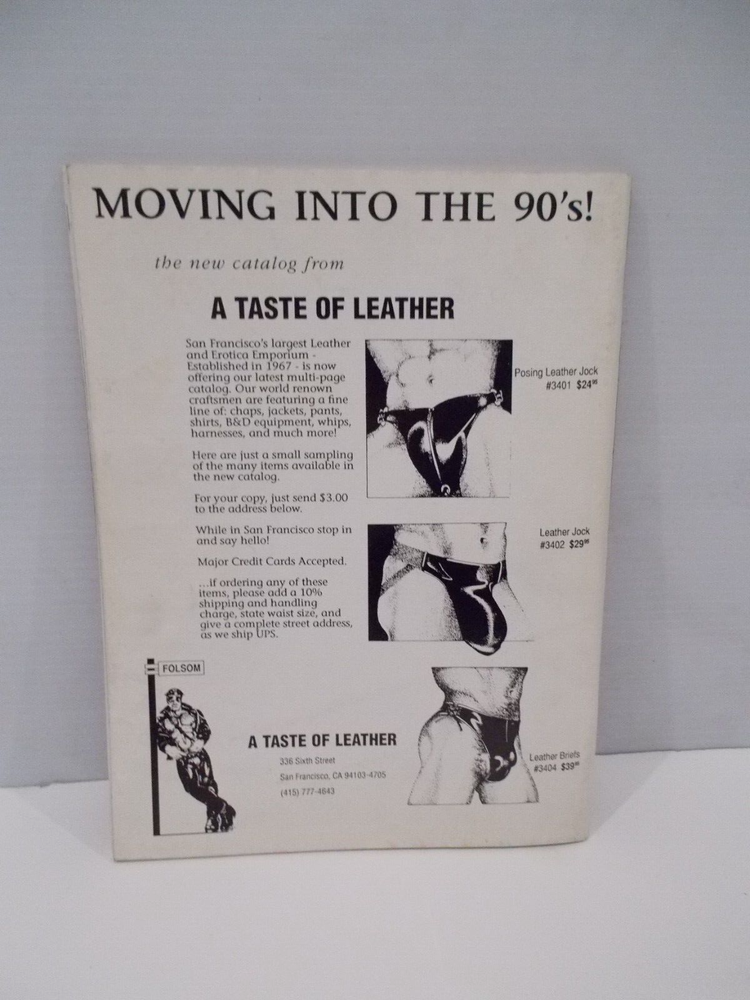 MOVING INTO THE 90's!
the new catalog from
A TASTE OF LEATHER
San Francisco's largest Leather
and Erotica Emporium -
Established in 1967 - is now
offering our latest multi-page
catalog. Our world renown
craftsmen are featuring a fine
line of: chaps, jackets, pants,
shirts, B&D equipment, whips,
harnesses, and much more!
Here are just a small sampling
of the many items available in
the new catalog.
For your copy, just send $3.00
to the address below.
While in San Francisco stop in
and say hello!
Major Credit Cards Accepted.
...if ordering any of these
items, please add a 10%
shipping and handling
charge, state waist size, and
give a complete street address,
as we ship UPS.
Posing Leather Jock
#3401 $24
Leather Jock
#3402 $29
Leather Briefs
#3404 $39
FOLSOM
A TASTE OF LEATHER
336 Sixth Street
San Francisco, CA 94103-4705
(415) 777-4643